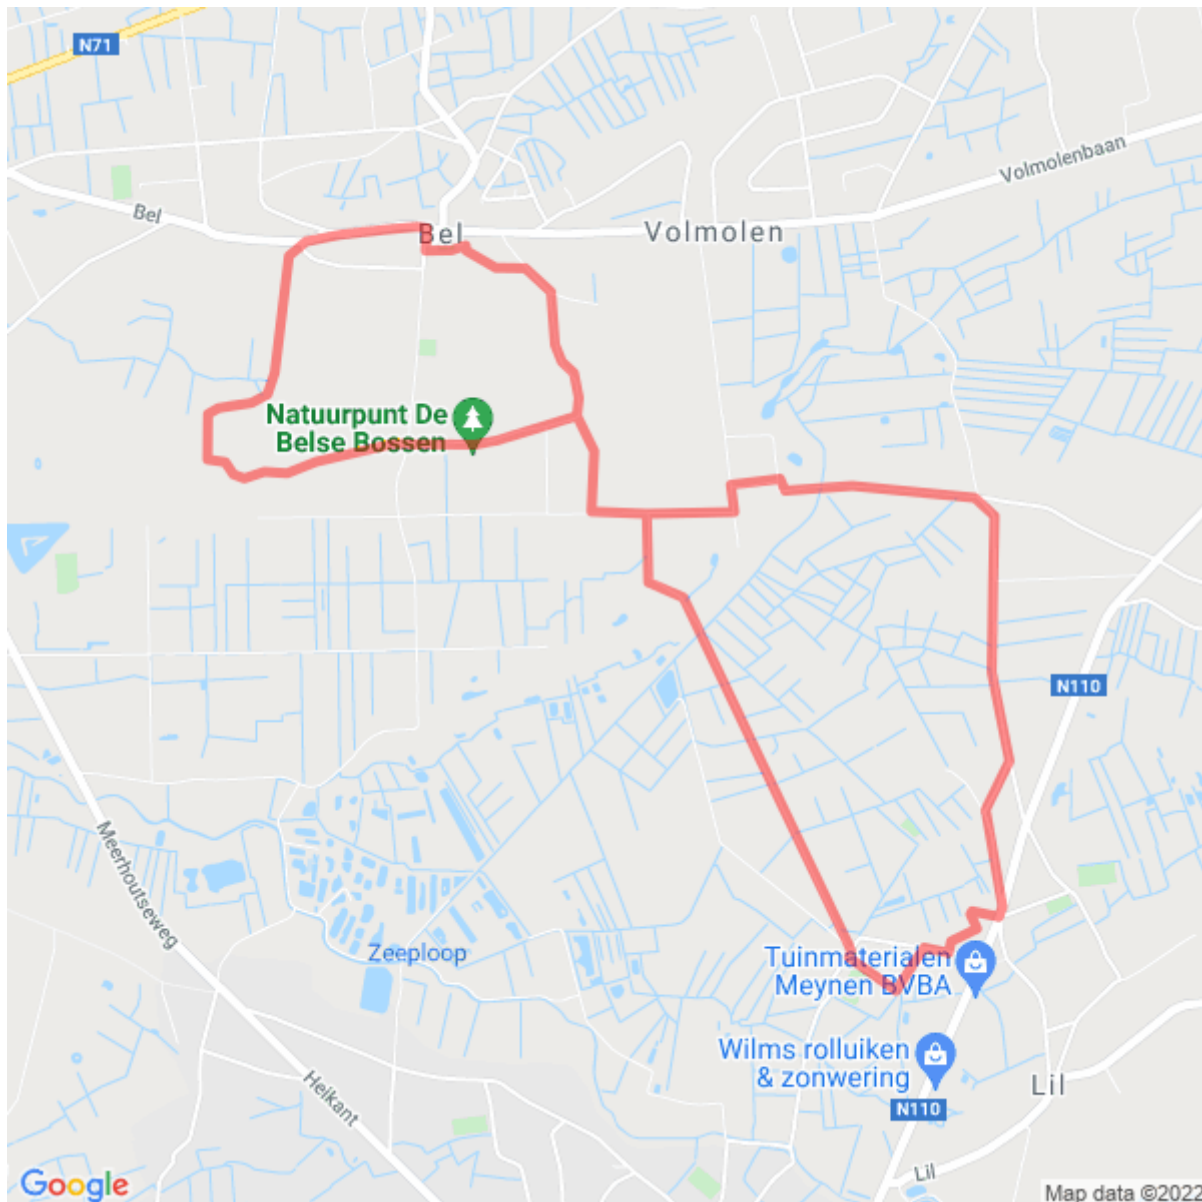 N71
Volmolenbaan
Bel
Bel
Volmolen
Natuurpunt De
Belse Bossen
N110
Meerhoutseweg
Zeeploop
Tuinmaterialen
Meynen BVBA
Wilms rolluiken
& zonwering
Heikant
Lil
N110
Lil
Google
Map data ©2022